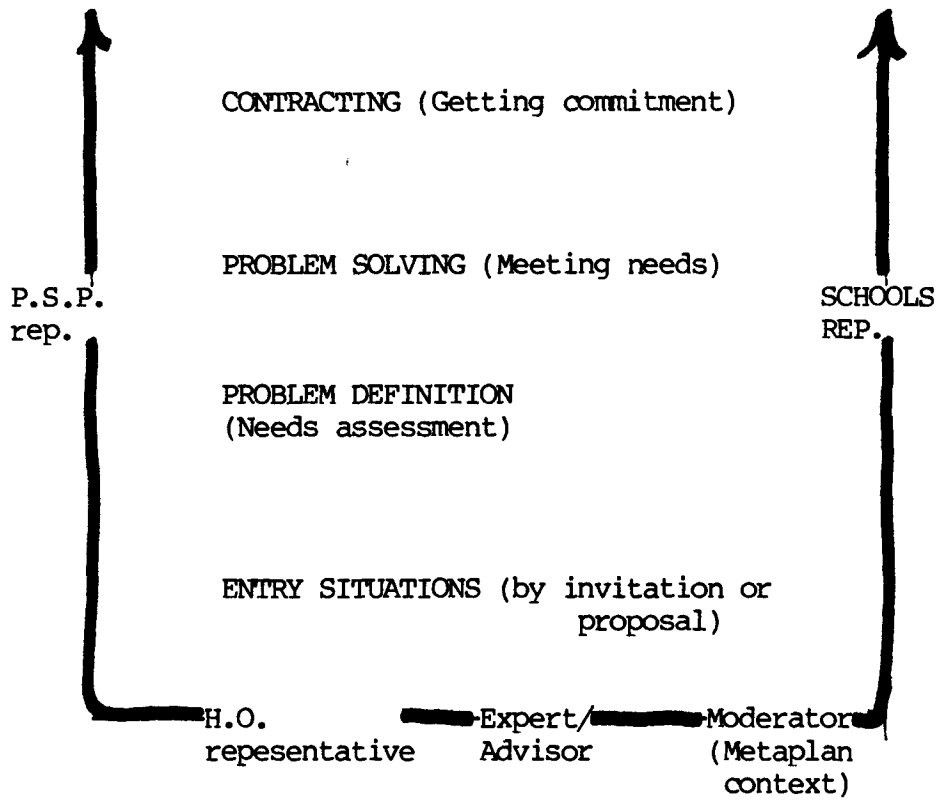 CONTRACTING (Getting commitment)
PROBLEM SOLVING (Meeting needs)
P.S.P.
rep.
SCHOOLS
REP.
PROBLEM DEFINITION
(Needs assessment)
ENTRY SITUATIONS (by invitation or
proposal)
H.O.
repesentative
Expert/
Advisor
Moderator
(Metaplan
context)